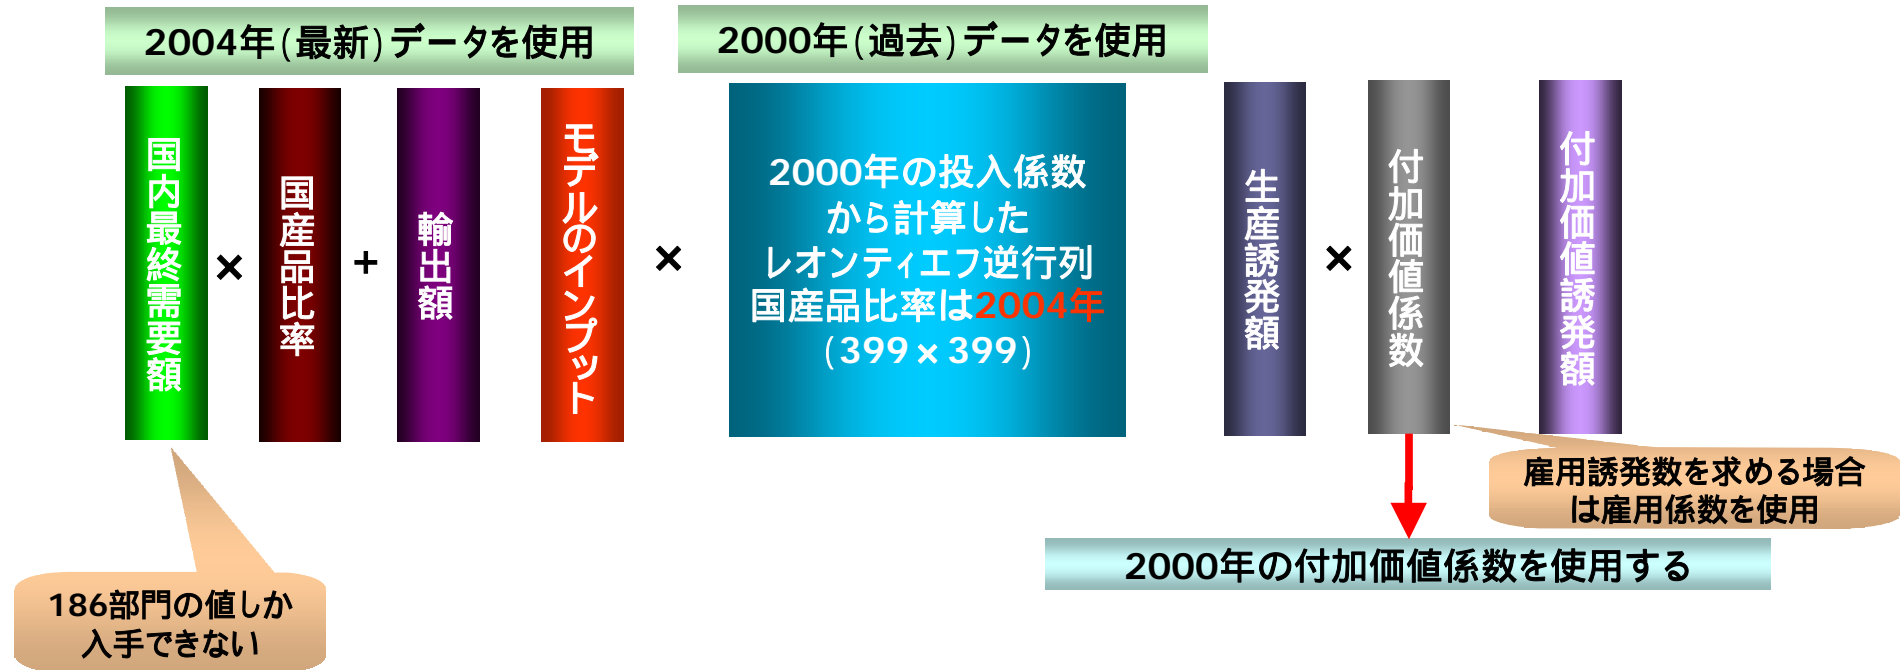 2004年(最新)データを使用
2000年(過去)データを使用
国内最終需要額
×
国産品比率
+
輸出額
モデルのインプット
×
2000年の投入係数
から計算した
レオンティエフ逆行列
国産品比率は2004年
(399×399)
生産誘発額
×
付加価値係数
付加価値誘発額
雇用誘発数を求める場合
は雇用係数を使用
2000年の付加価値係数を使用する
186部門の値しか
入手できない